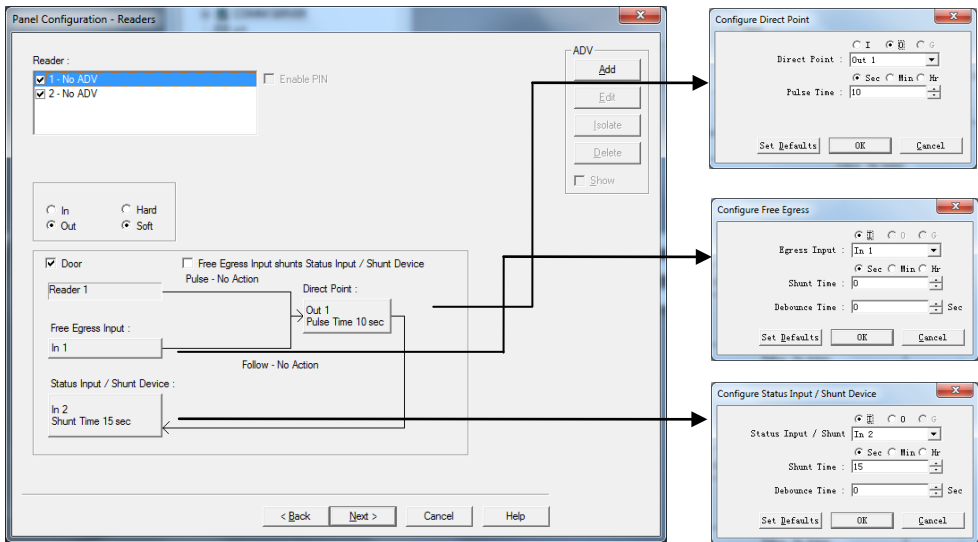 Panel Configuration - Readers
Reader :
1 - No ADV
2 - No ADV
Enable PIN
ADV
Add
Edit
Isolate
Delete
Show
In
Hard
Out
Soft
Door
Free Egress Input shunts Status Input / Shunt Device
Pulse - No Action
Reader 1
Direct Point :
Out 1
Pulse Time 10 sec
Free Egress Input :
In 1
Follow - No Action
Status Input / Shunt Device :
In 2
Shunt Time 15 sec
< Back
Next >
Cancel
Help
Configure Direct Point
I O G
Direct Point : Out 1
Sec Min Hr
Pulse Time : 10
Set Defaults OK Cancel
Configure Free Egress
I O G
Egress Input : In 1
Sec Min Hr
Shunt Time : 0
Debounce Time : 0 Sec
Set Defaults OK Cancel
Configure Status Input / Shunt Device
I O G
Status Input / Shunt In 2
Sec Min Hr
Shunt Time : 15
Debounce Time : 0 Sec
Set Defaults OK Cancel